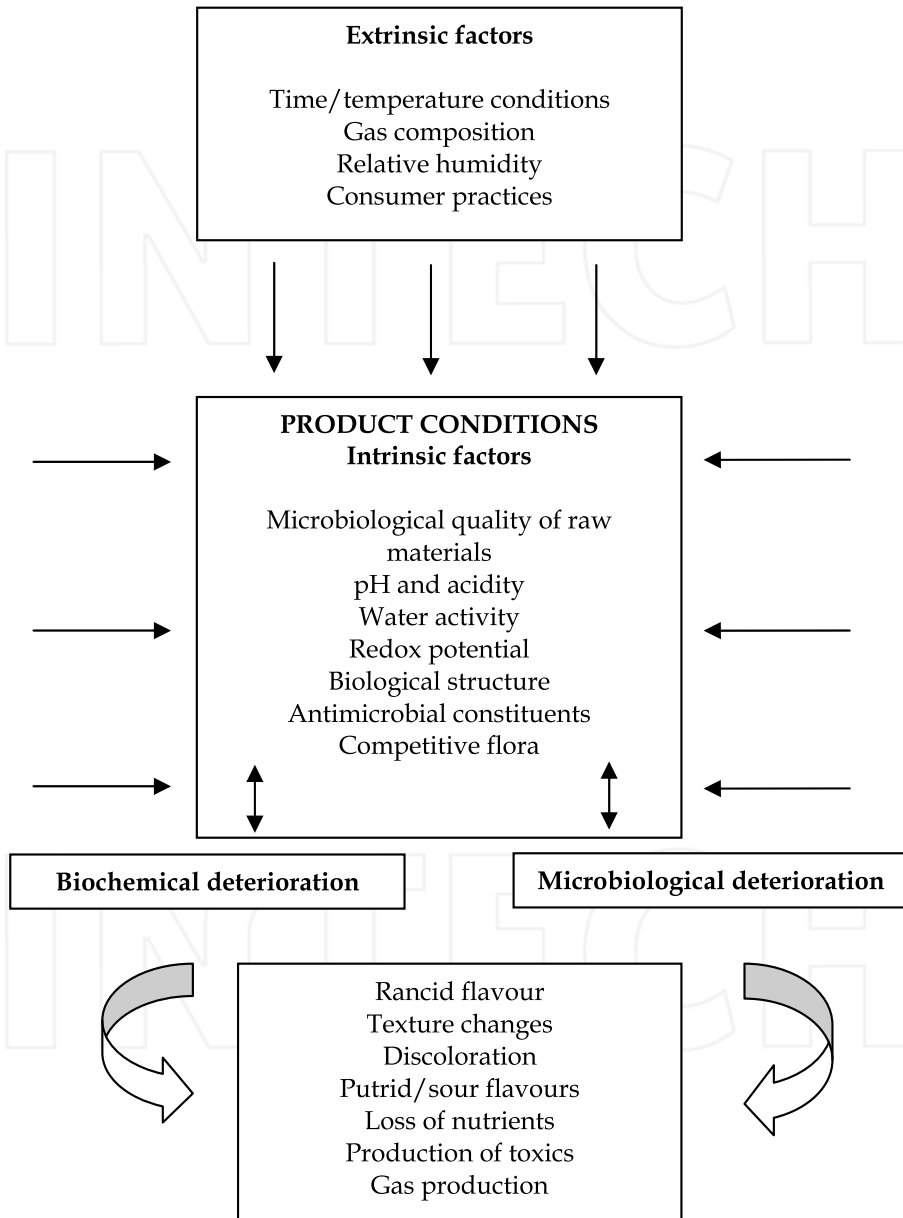 Extrinsic factors
Time/temperature conditions
Gas composition
Relative humidity
Consumer practices
INTECH
PRODUCT CONDITIONS
Intrinsic factors
Microbiological quality of raw
materials
pH and acidity
Water activity
Redox potential
Biological structure
Antimicrobial constituents
Competitive flora
Biochemical deterioration
Microbiological deterioration
INTECH
Rancid flavour
Texture changes
Discoloration
Putrid/sour flavours
Loss of nutrients
Production of toxics
Gas production